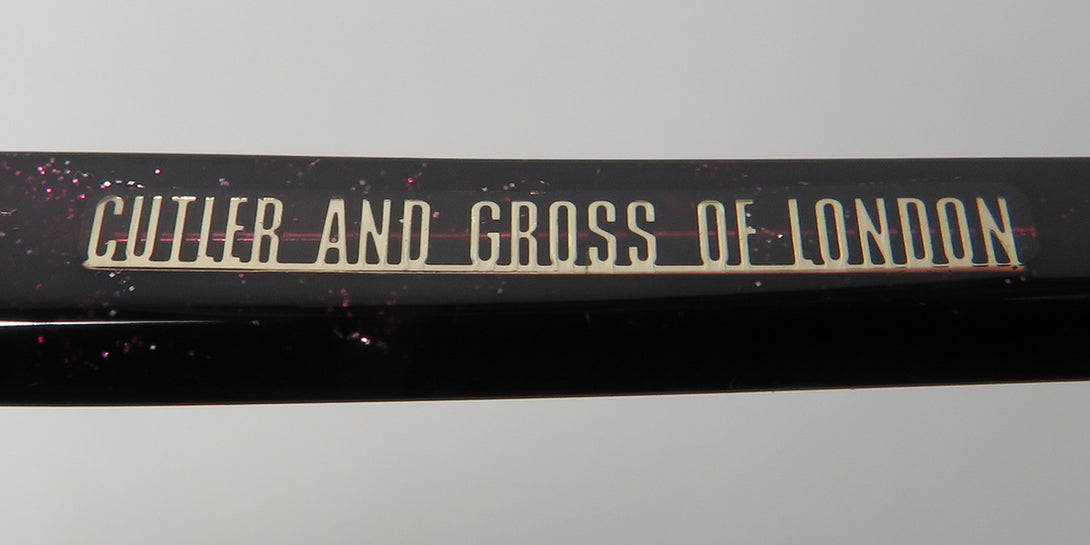 CUTLER AND GROSS OF LONDON